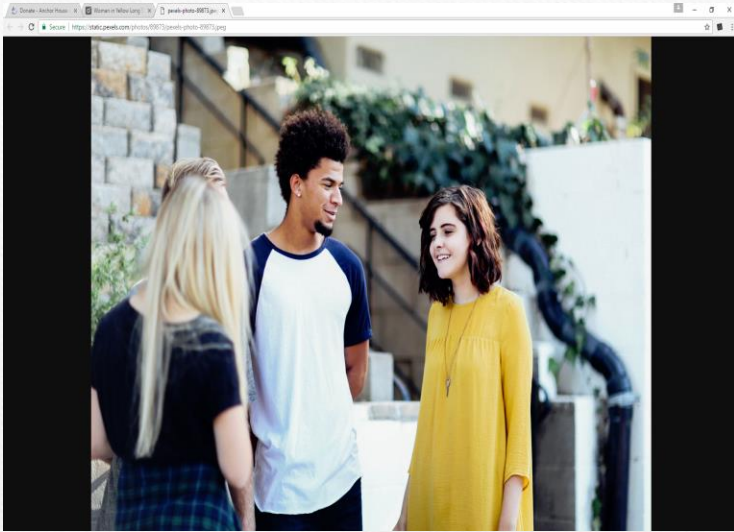 Donate - Anchor House
Woman in Yellow Long
pexels-photo-89873.jpe
Secure
https://static.pexels.com/photos/89873/pexels-photo-89873.jpeg